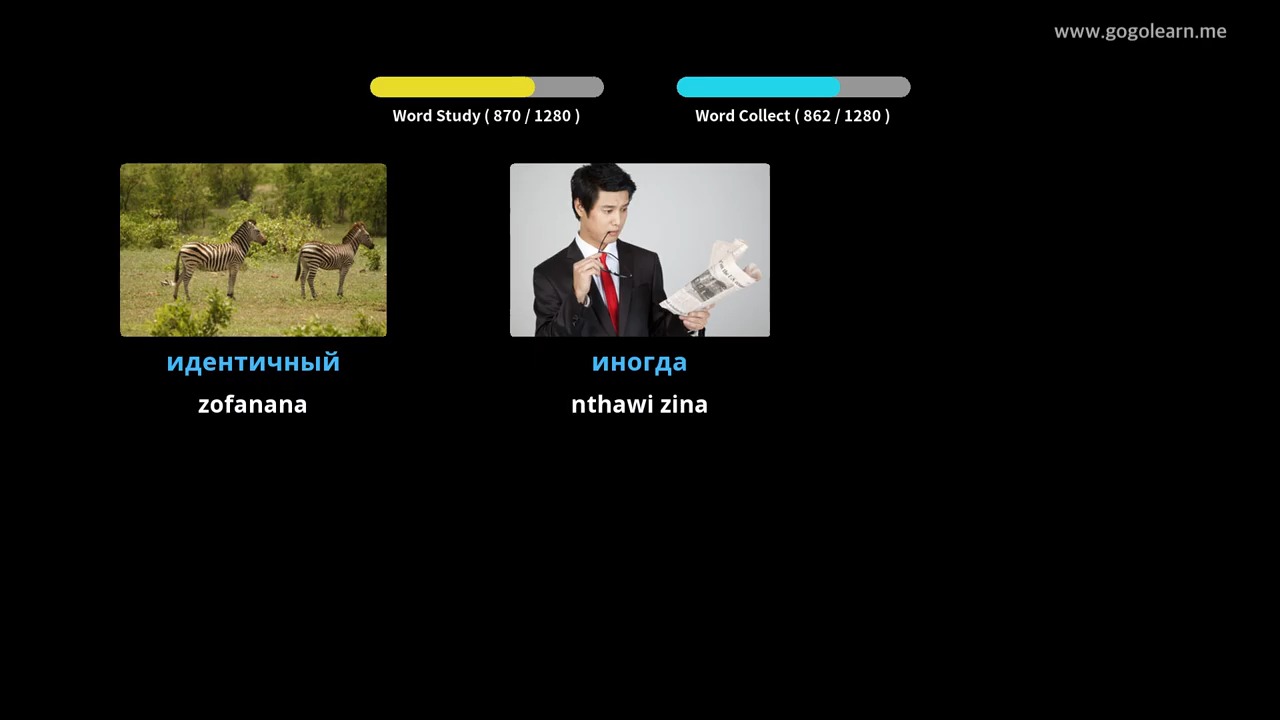 www.gogolearn.me
Word Study ( 870 / 1280 )
Word Collect ( 862 / 1280 )
идентичный
иногда
zofanana
nthawi zina